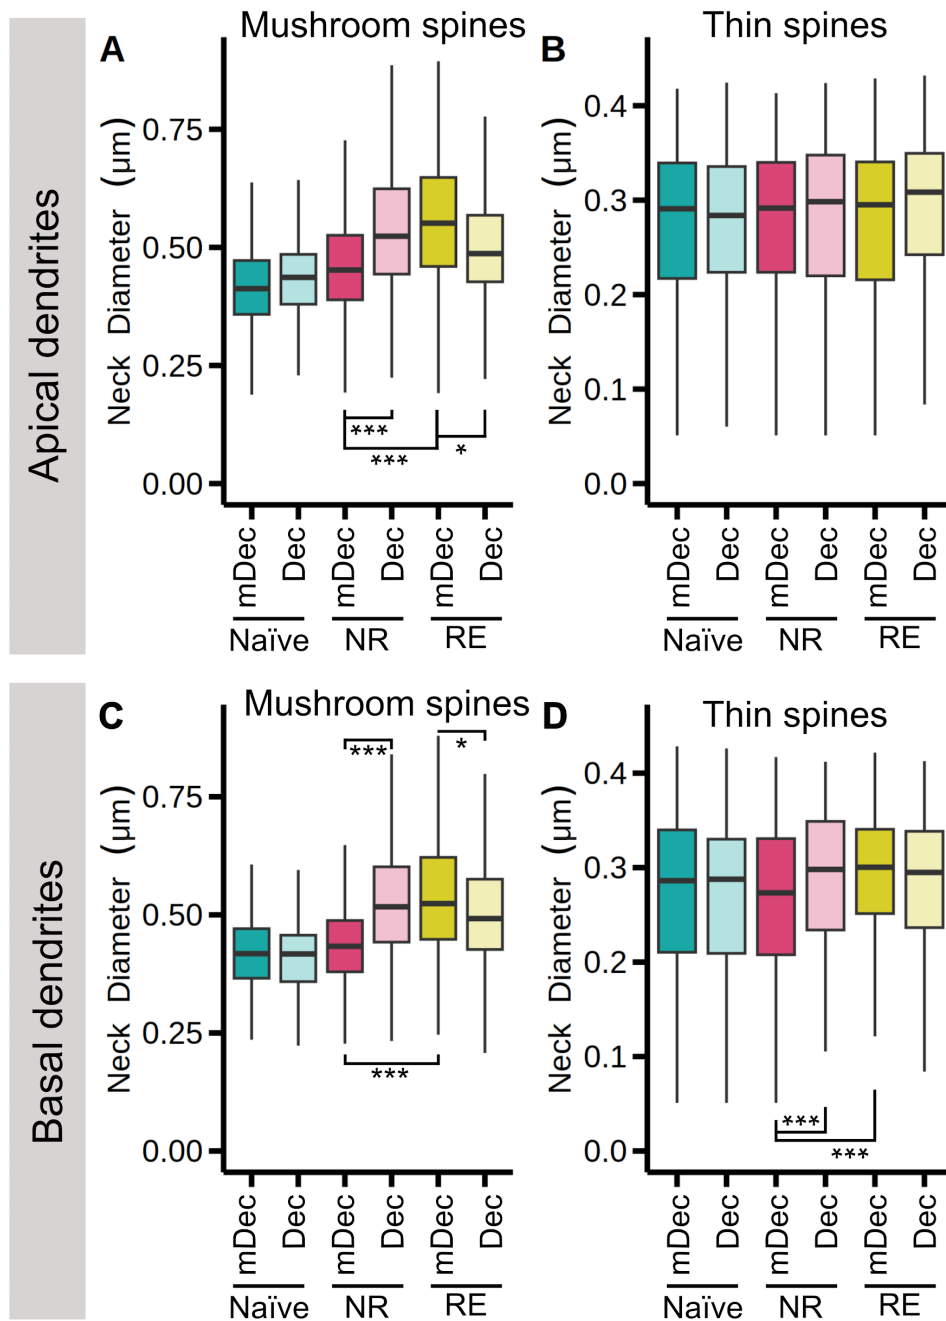 Apical dendrites
A
Mushroom spines
Neck Diameter (μm)
0.75
0.50
0.25
0.00
***
***
*
mDec Dec mDec Dec mDec Dec
Naïve NR RE
B
Thin spines
Neck Diameter (μm)
0.4
0.3
0.2
0.1
0.0
mDec Dec mDec Dec mDec Dec
Naïve NR RE
Basal dendrites
C
Mushroom spines
Neck Diameter (μm)
0.75
0.50
0.25
0.00
***
*
***
mDec Dec mDec Dec mDec Dec
Naïve NR RE
D
Thin spines
Neck Diameter (μm)
0.4
0.3
0.2
0.1
0.0
***
***
mDec Dec mDec Dec mDec Dec
Naïve NR RE